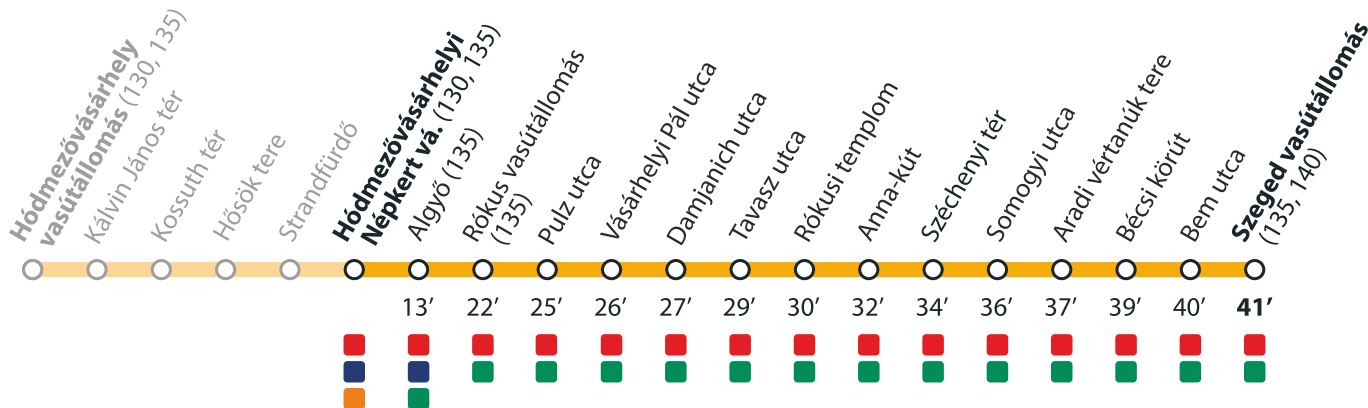 Hódmezővásárhely
vasútállomás (130, 135)
Kálvin János tér
Kossuth tér
Hősök tere
Strandfürdő
Hódmezővásárhelyi
Népkert vá. (130, 135)
Algyő (135)
Rókus vasútállomás
(135)
Pulz utca
Vásárhelyi Pál utca
Damjanich utca
Tavasz utca
Rókusi templom
Anna-kút
Széchenyi tér
Somogyi utca
Aradi vértanúk tere
Bécsi körút
Bem utca
Szeged vasútállomás
(135, 140)
13’ 22’ 25’ 26’ 27’ 29’ 30’ 32’ 34’ 36’ 37’ 39’ 40’ 41’